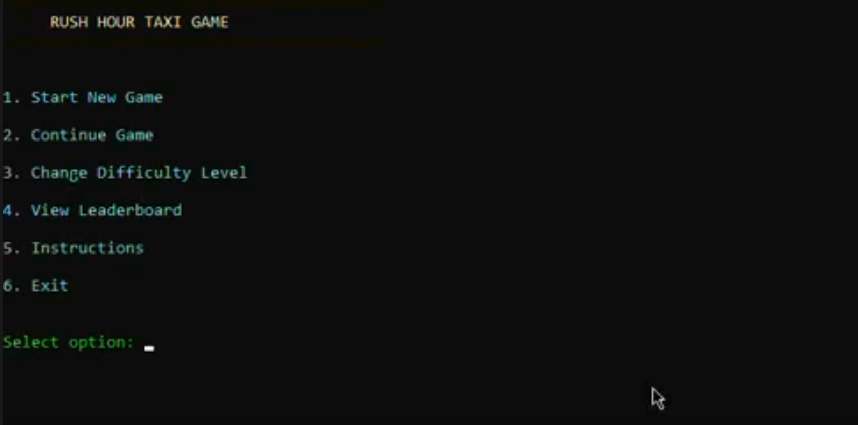 RUSH HOUR TAXI GAME
1. Start New Game
2. Continue Game
3. Change Difficulty Level
4. View Leaderboard
5. Instructions
6. Exit
Select option: